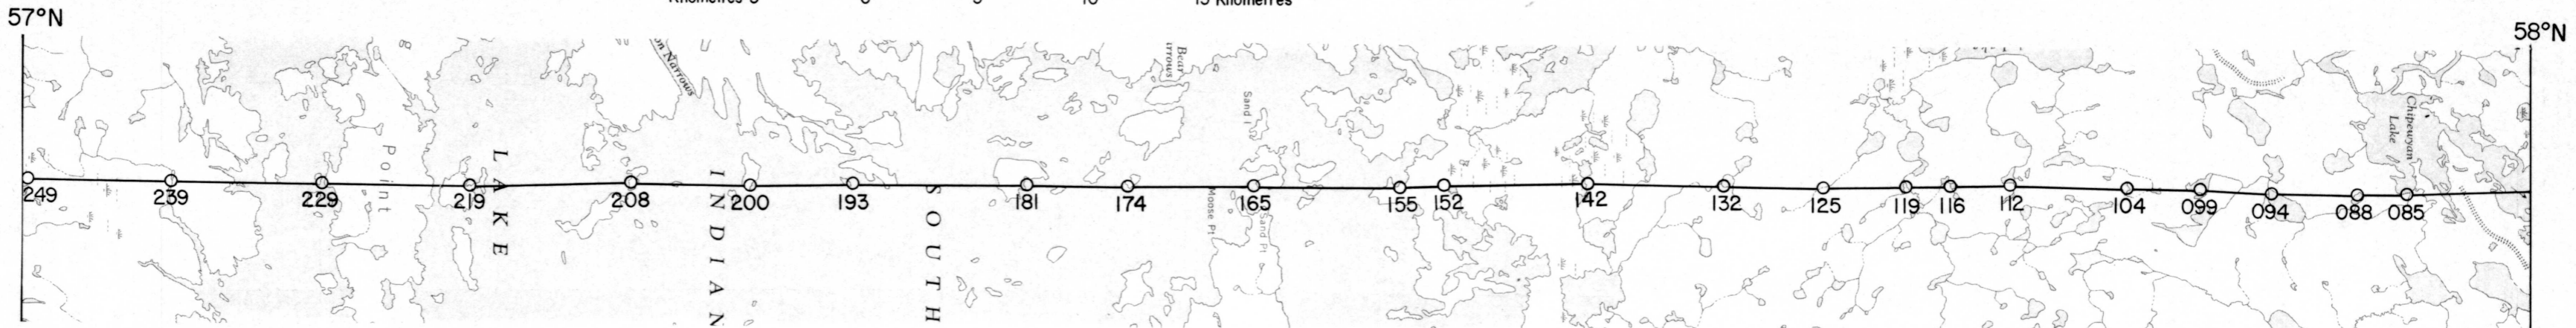 57°N
58°N
15 Kilometres
Narrows
Bear
Sand I
Chipewyan
Lake
Point
LAKE
INDIAN
SOUTH
Moose Pt
Sand Pt
249 239 229 219 208 200 193 181 174 165 155 152 142 132 125 119 116 112 104 099 094 088 085